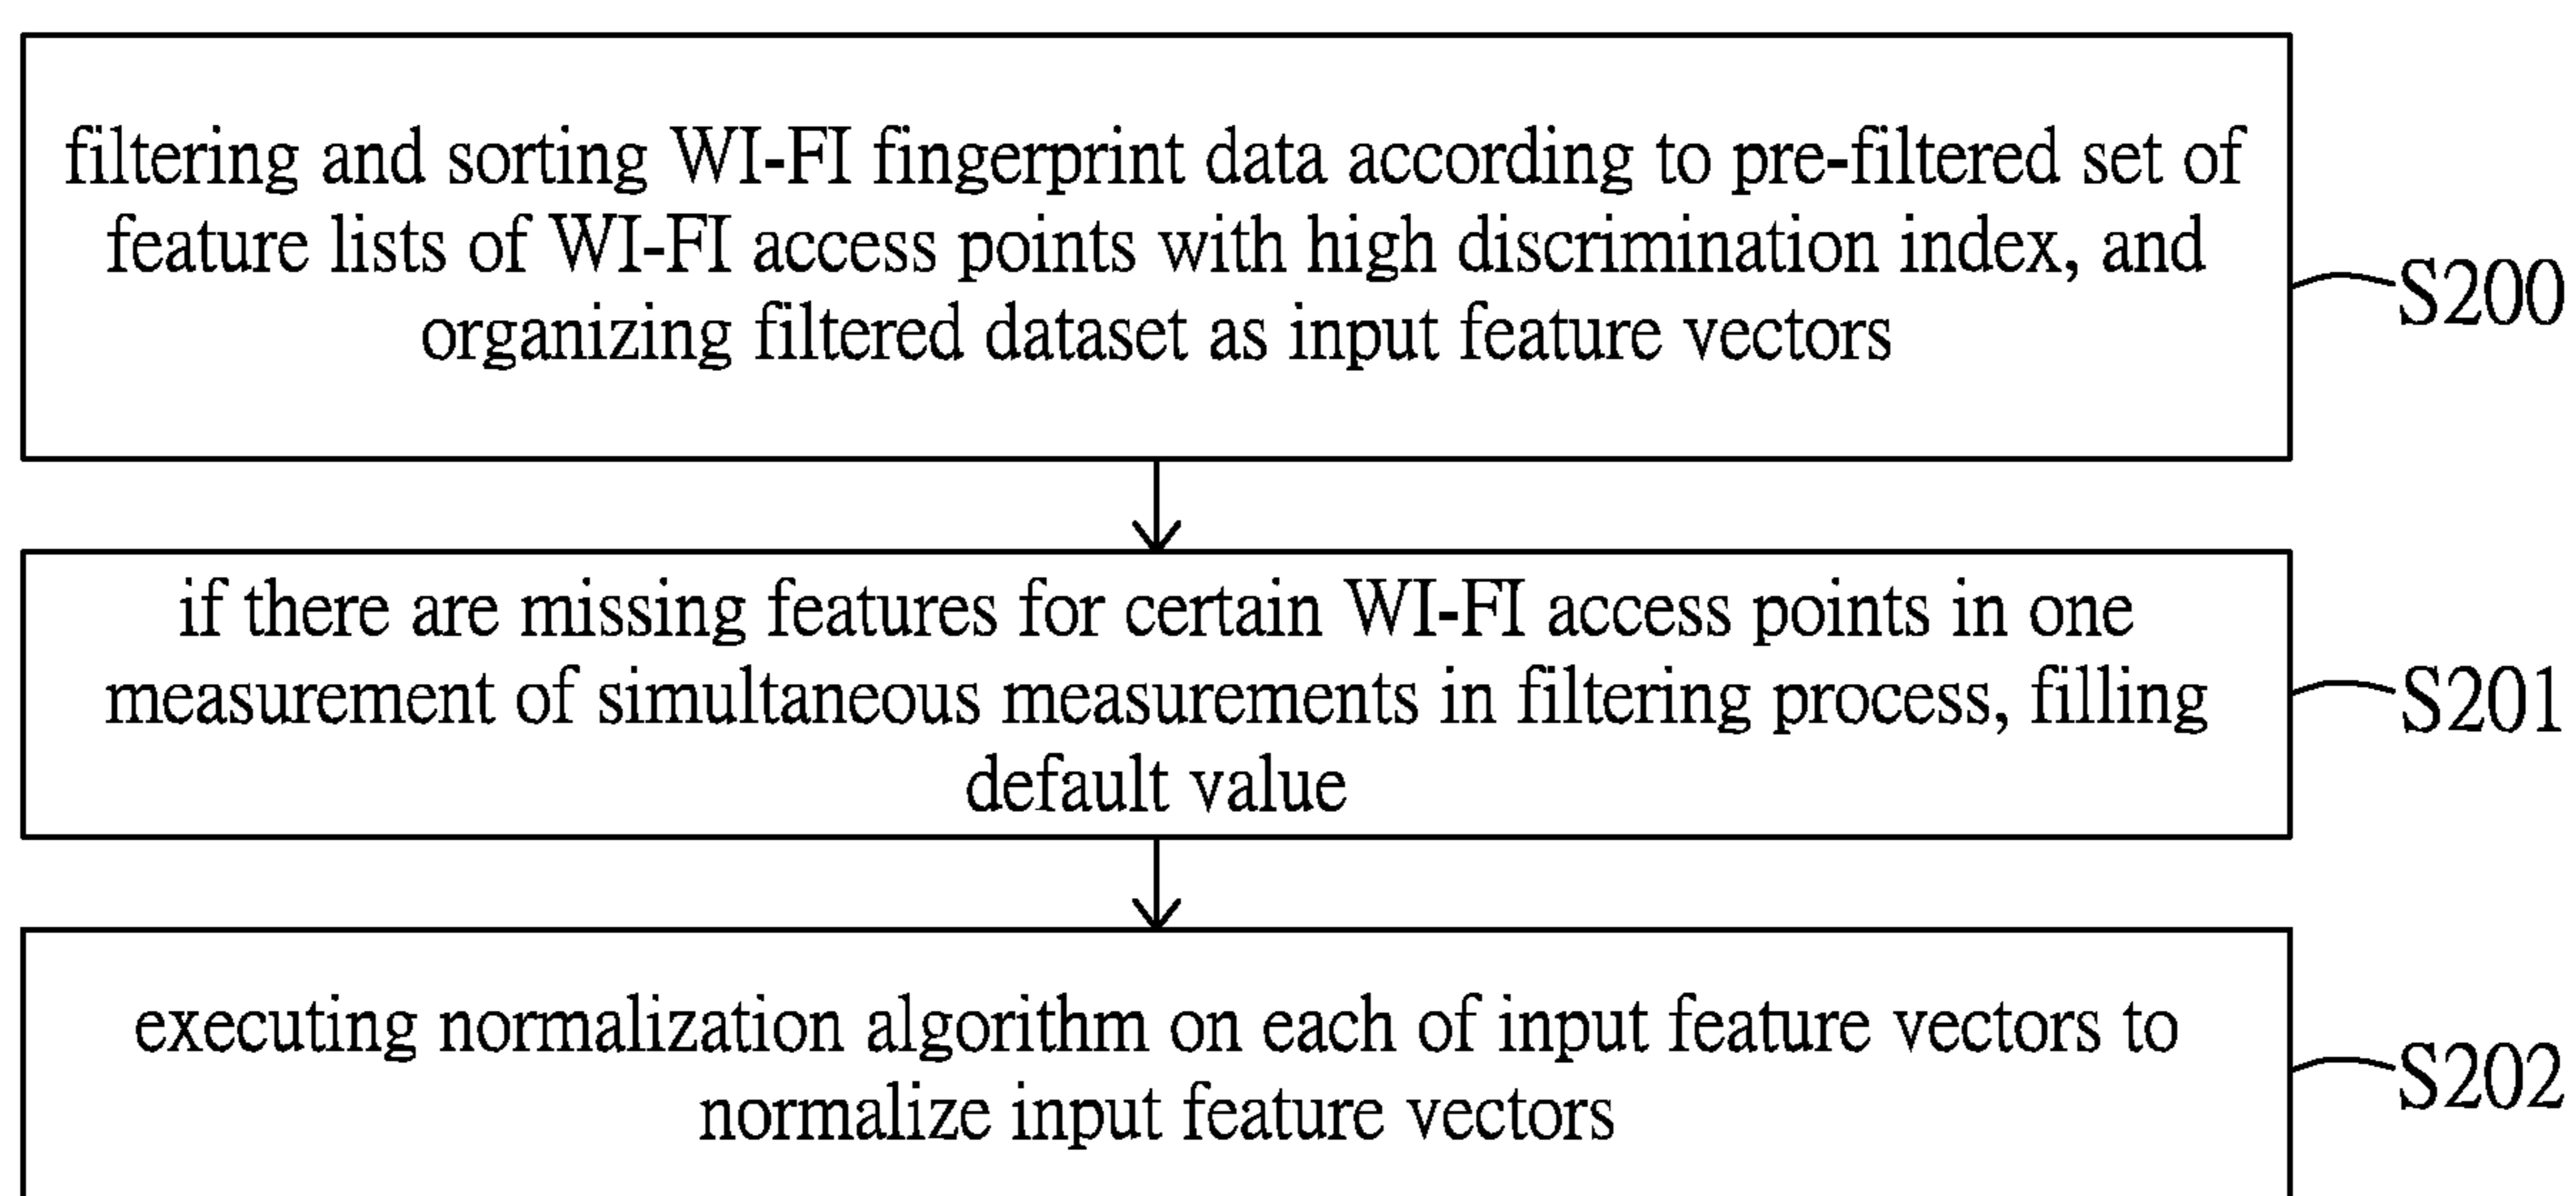 filtering and sorting WI-FI fingerprint data according to pre-filtered set of
feature lists of WI-FI access points with high discrimination index, and
organizing filtered dataset as input feature vectors
S200
if there are missing features for certain WI-FI access points in one
measurement of simultaneous measurements in filtering process, filling
default value
S201
executing normalization algorithm on each of input feature vectors to
normalize input feature vectors
S202